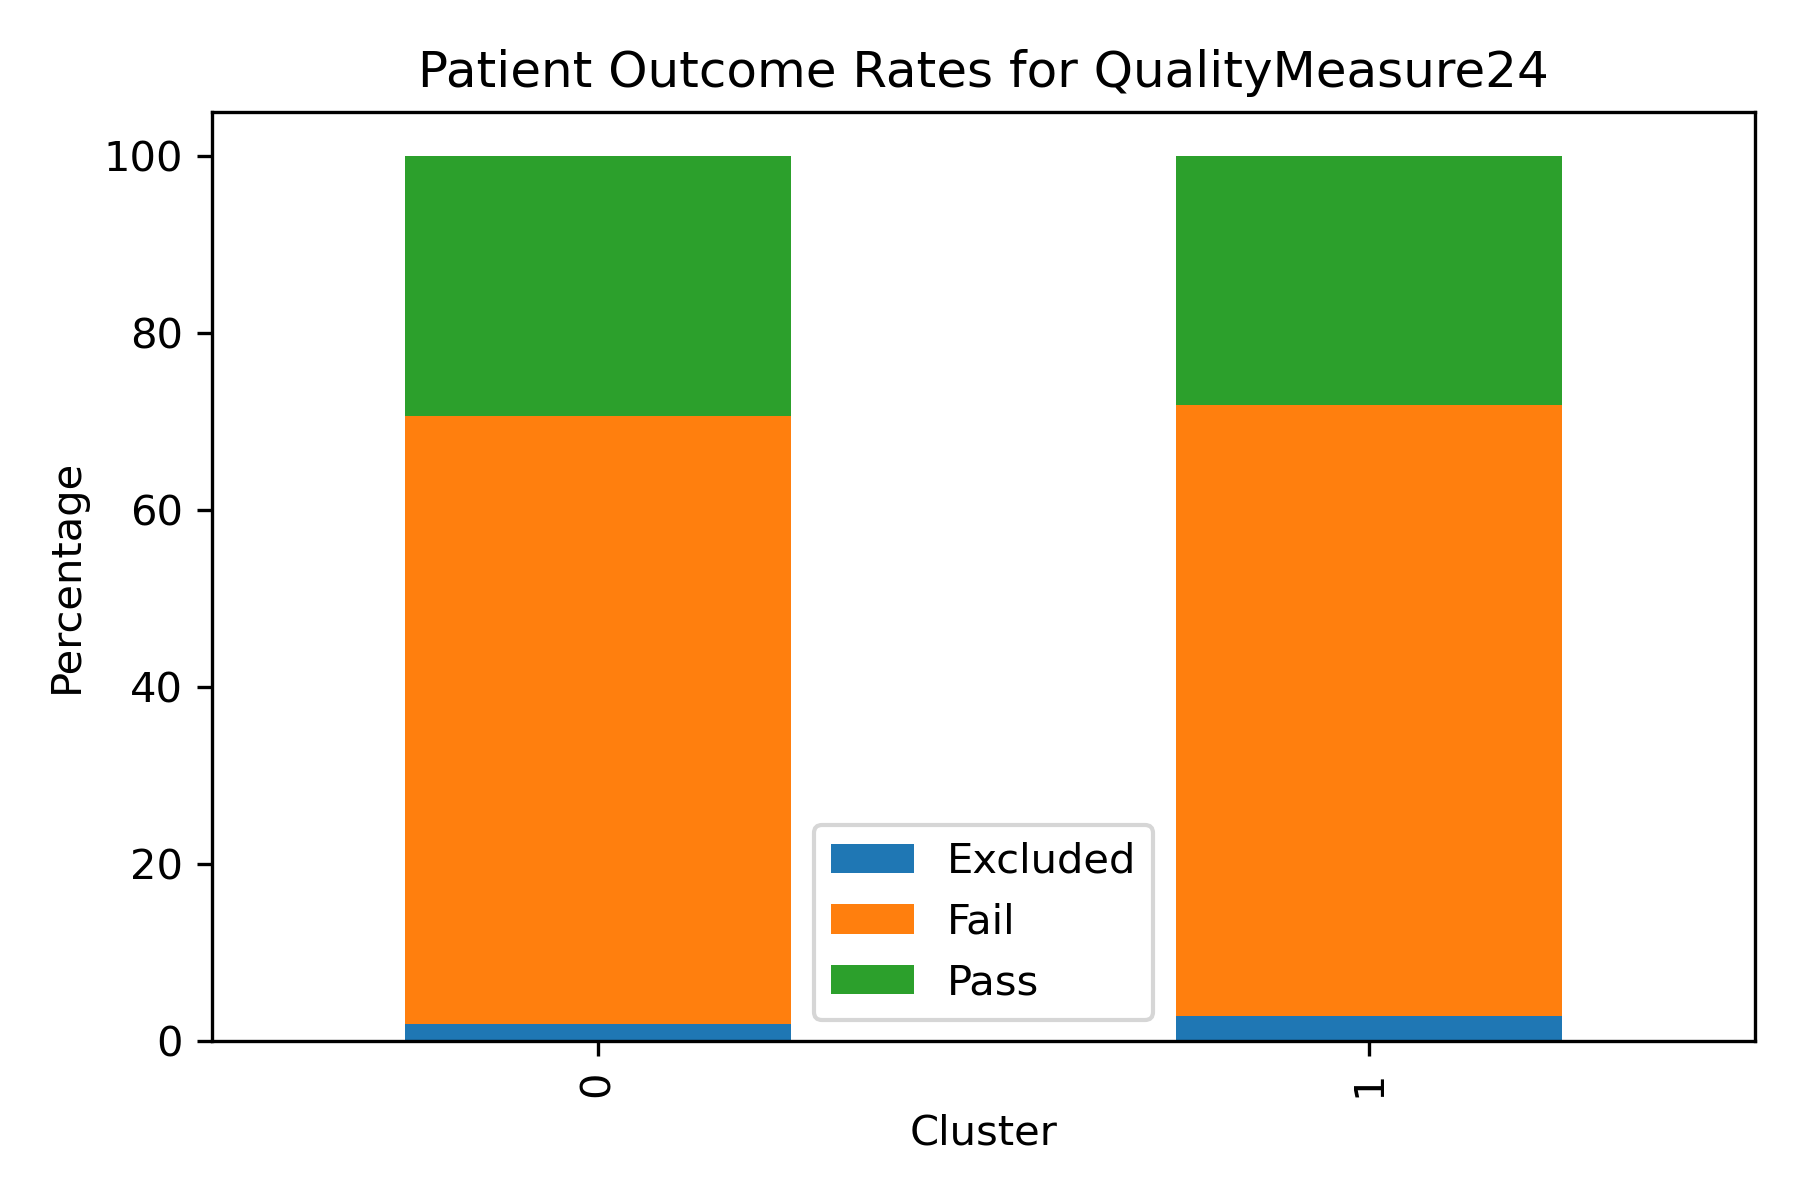 Patient Outcome Rates for QualityMeasure24
100
80
60
40
20
0
Percentage
Excluded
Fail
Pass
0
1
Cluster